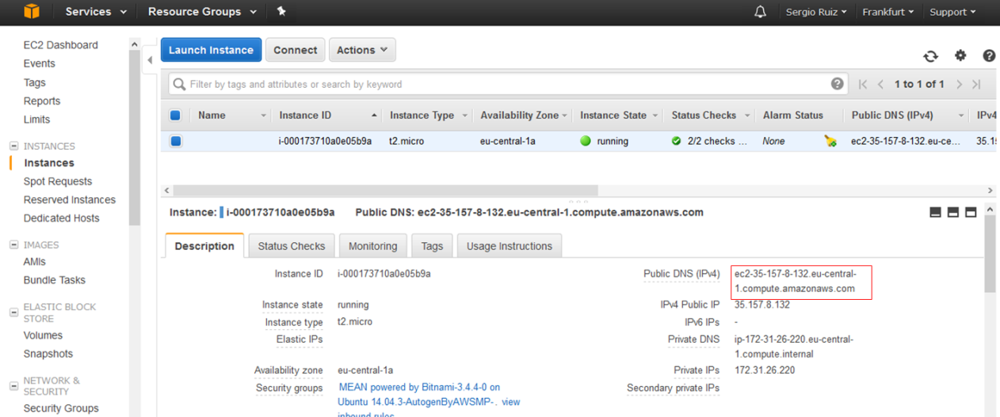 Services Resource Groups Sergio Ruiz Frankfurt Support
EC2 Dashboard
Events
Tags
Reports
Limits
INSTANCES
Instances
Spot Requests
Reserved Instances
Dedicated Hosts
IMAGES
AMIs
Bundle Tasks
ELASTIC BLOCK
STORE
Volumes
Snapshots
NETWORK &
SECURITY
Security Groups
Launch Instance Connect Actions
Filter by tags and attributes or search by keyword 1 to 1 of 1
Name Instance ID Instance Type Availability Zone Instance State Status Checks Alarm Status Public DNS (IPv4) IPv4
i-000173710a0e05b9a t2.micro eu-central-1a running 2/2 checks ... None ec2-35-157-8-132.eu-ce... 35.1
Instance: i-000173710a0e05b9a Public DNS: ec2-35-157-8-132.eu-central-1.compute.amazonaws.com
Description Status Checks Monitoring Tags Usage Instructions
Instance ID i-000173710a0e05b9a
Instance state running
Instance type t2.micro
Elastic IPs
Availability zone eu-central-1a
Security groups MEAN powered by Bitnami-3.4.4-0 on
Ubuntu 14.04.3-AutogenByAWSMP-. view
inbound rules
Public DNS (IPv4) ec2-35-157-8-132.eu-central-
1.compute.amazonaws.com
IPv4 Public IP 35.157.8.132
IPv6 IPs -
Private DNS ip-172-31-26-220.eu-central-
1.compute.internal
Private IPs 172.31.26.220
Secondary private IPs